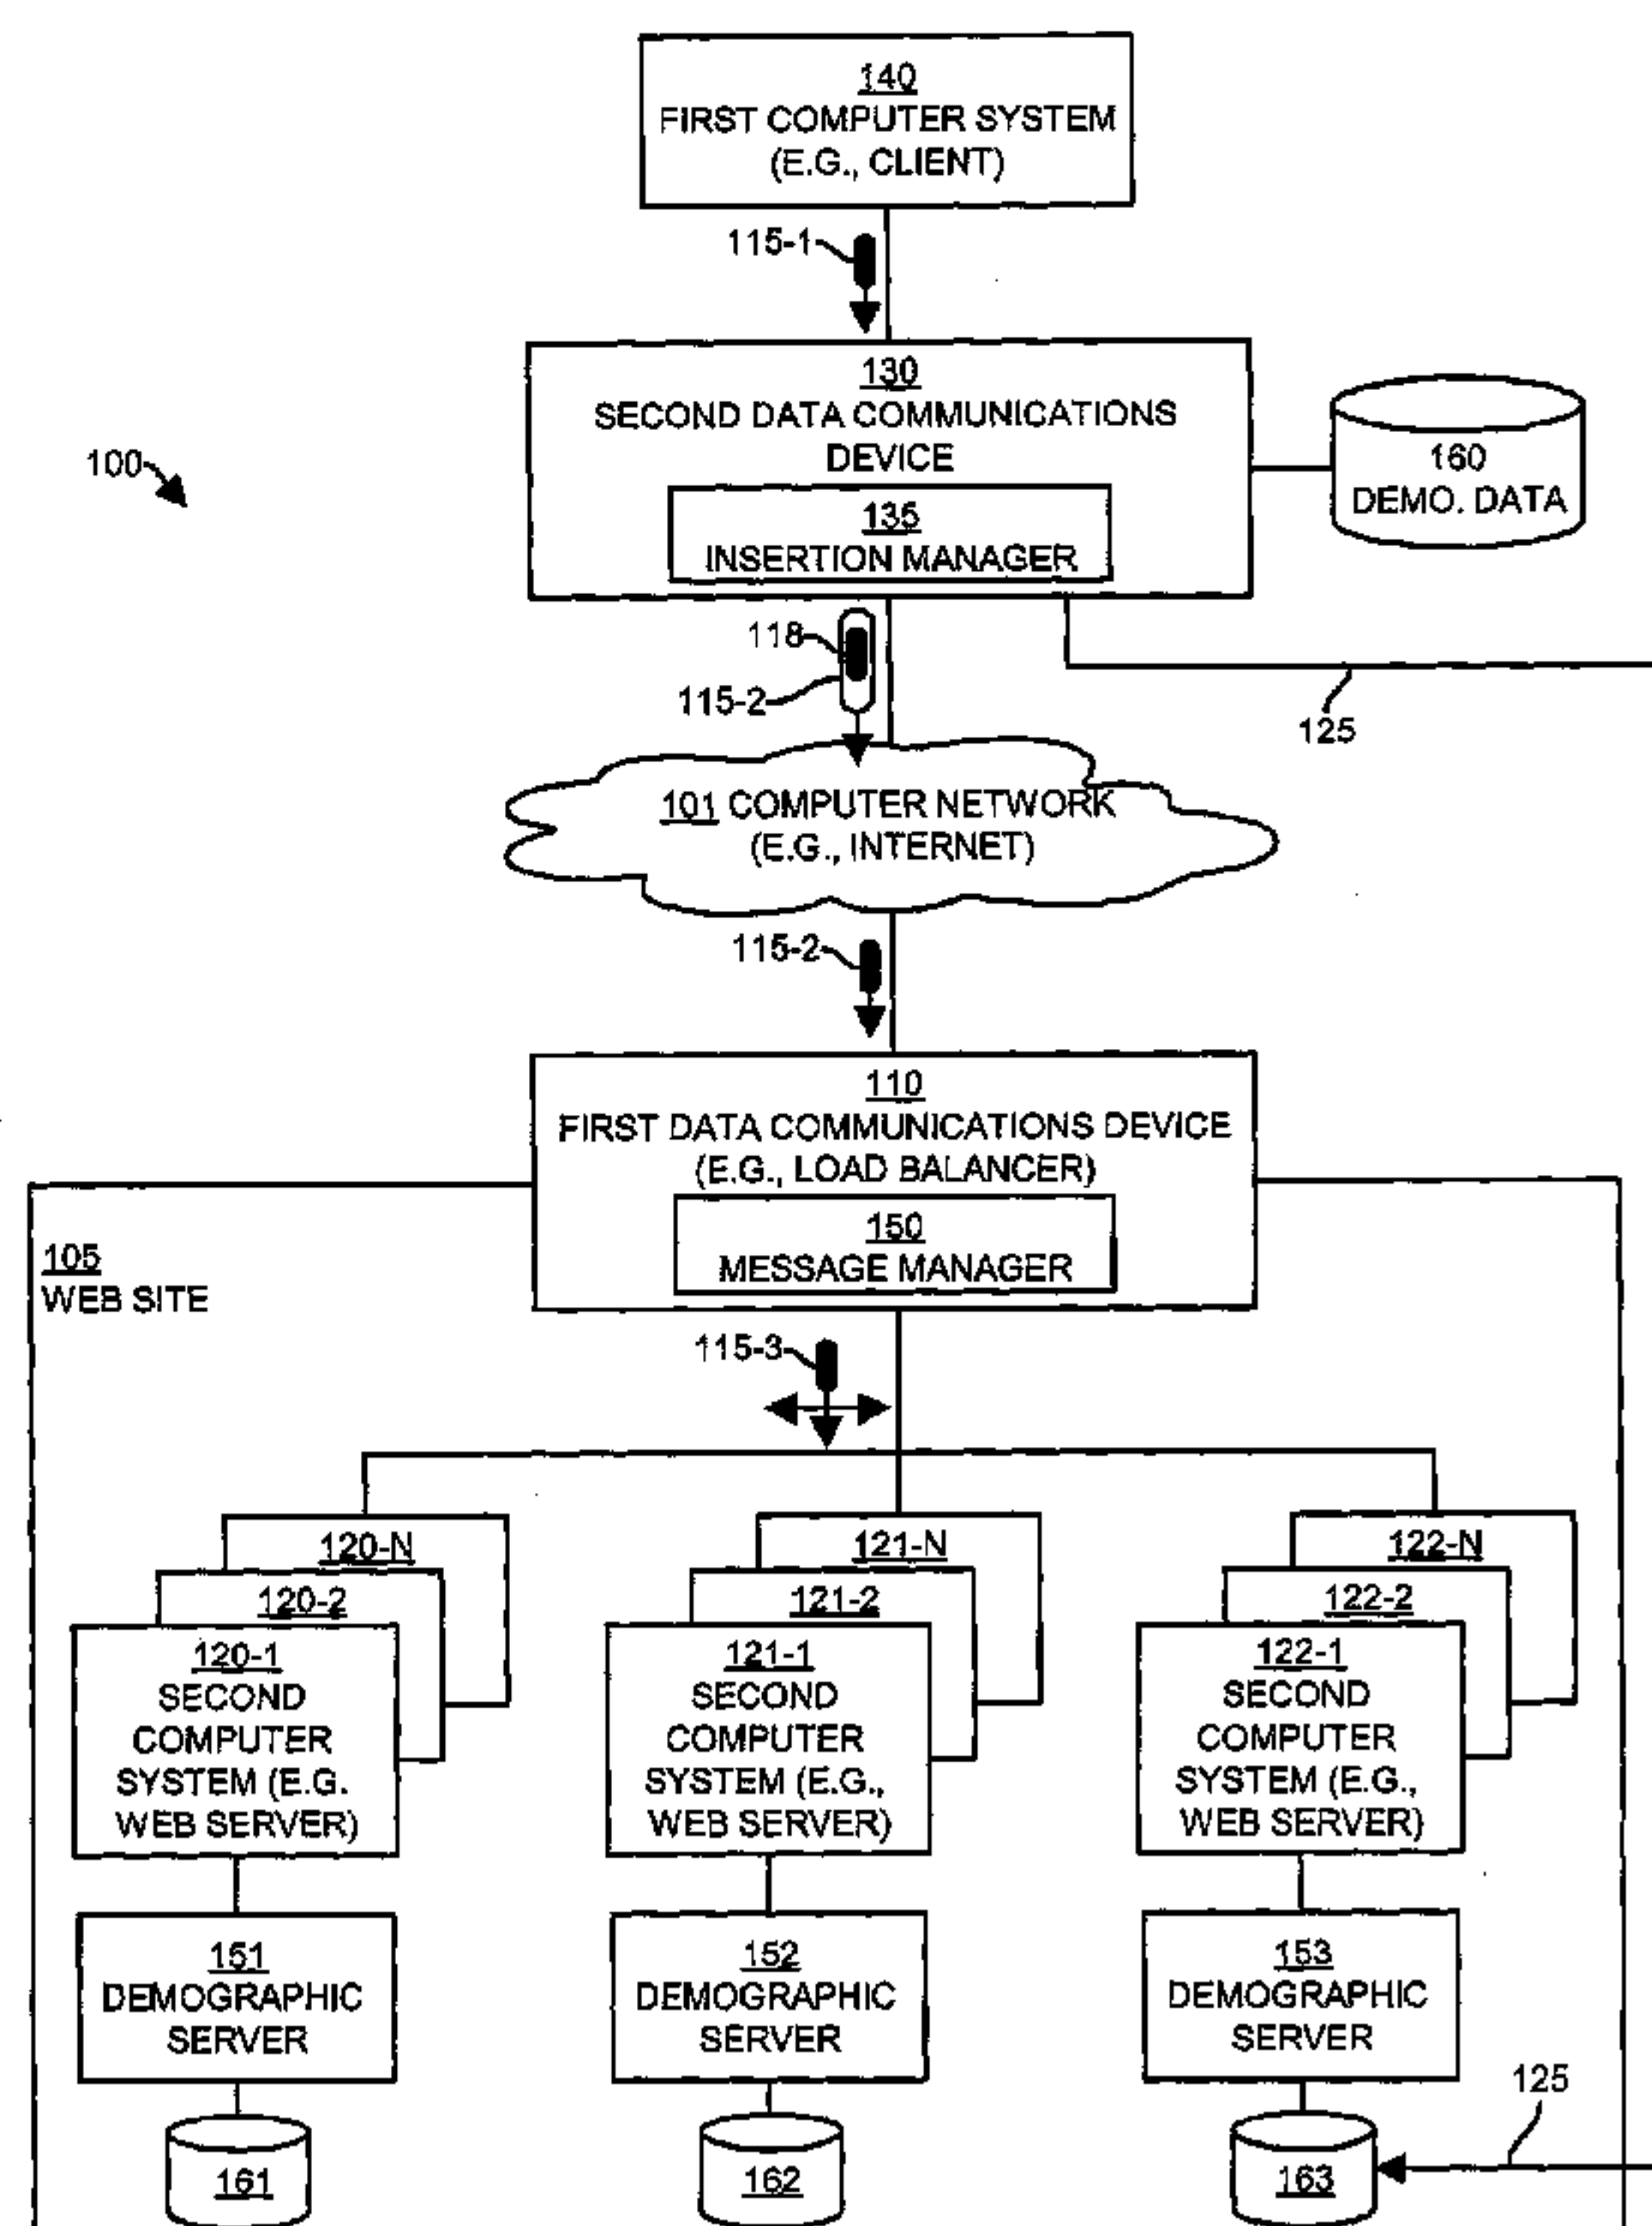 140
FIRST COMPUTER SYSTEM
(E.G., CLIENT)
115-1
130
SECOND DATA COMMUNICATIONS
DEVICE
135
INSERTION MANAGER
160
DEMO. DATA
100
118
115-2
125
101 COMPUTER NETWORK
(E.G., INTERNET)
115-2
110
FIRST DATA COMMUNICATIONS DEVICE
(E.G., LOAD BALANCER)
150
MESSAGE MANAGER
105
WEB SITE
115-3
120-N
120-2
120-1
SECOND
COMPUTER
SYSTEM (E.G.
WEB SERVER)
121-N
121-2
121-1
SECOND
COMPUTER
SYSTEM (E.G.,
WEB SERVER)
122-N
122-2
122-1
SECOND
COMPUTER
SYSTEM (E.G.,
WEB SERVER)
151
DEMOGRAPHIC
SERVER
152
DEMOGRAPHIC
SERVER
153
DEMOGRAPHIC
SERVER
125
161
162
163